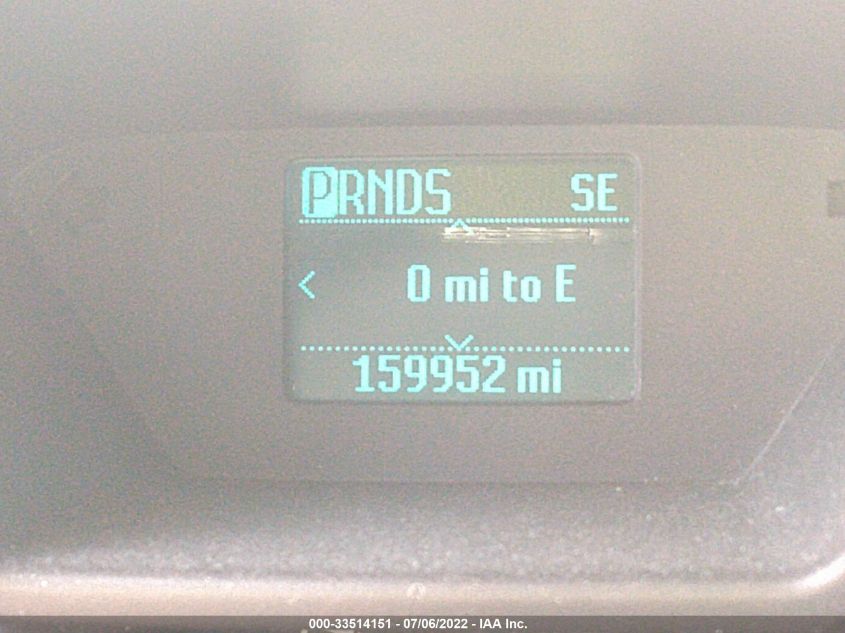 PRNDS SE
< 0 mi to E
159952 mi
000-33514151 - 07/06/2022 - IAA Inc.